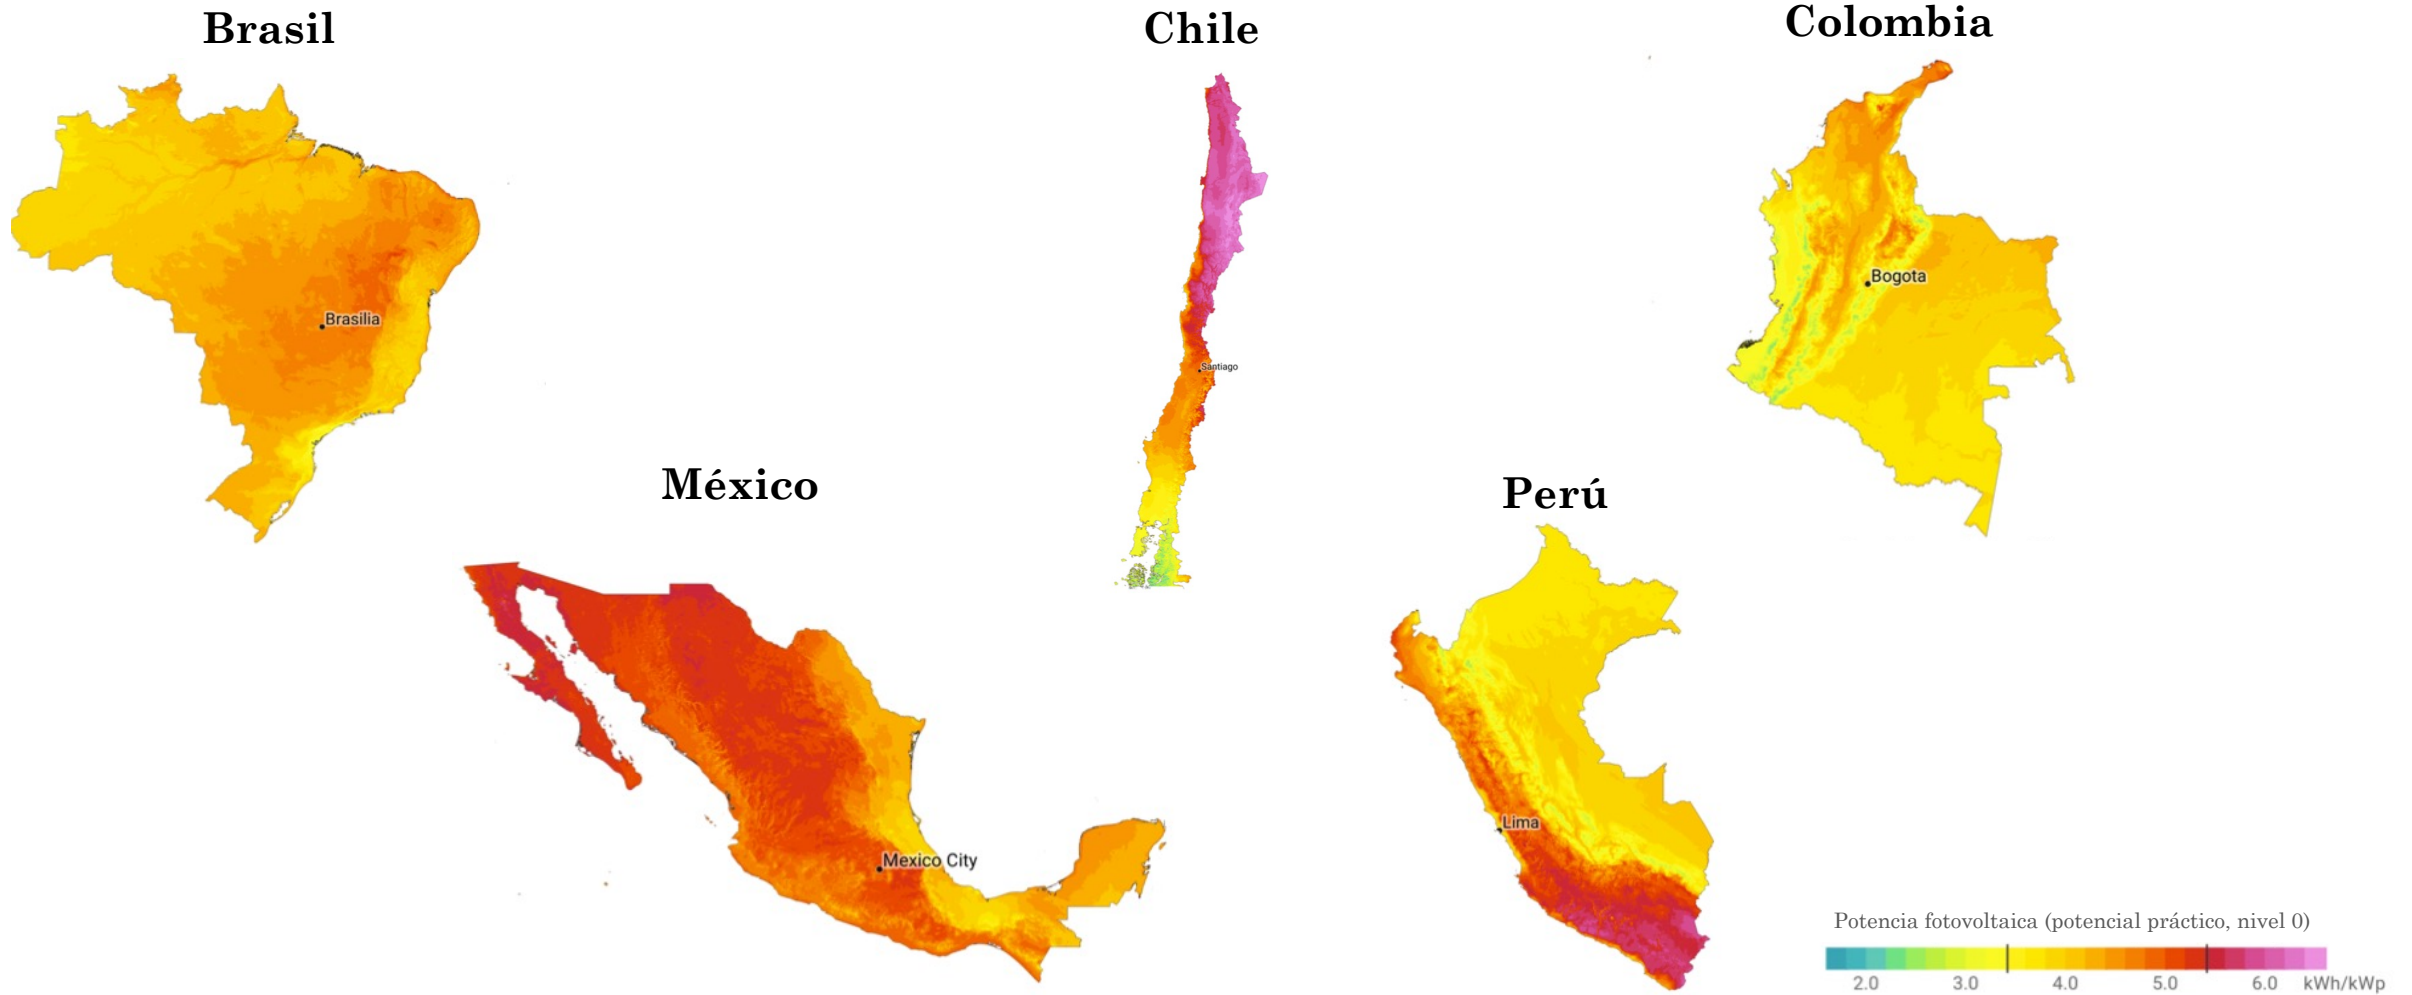 Brasil
Chile
Colombia
Brasilia
Santiago
Bogota
México
Perú
Mexico City
Lima
Potencia fotovoltaica (potencial práctico, nivel 0)
2.0 3.0 4.0 5.0 6.0 kWh/kWp